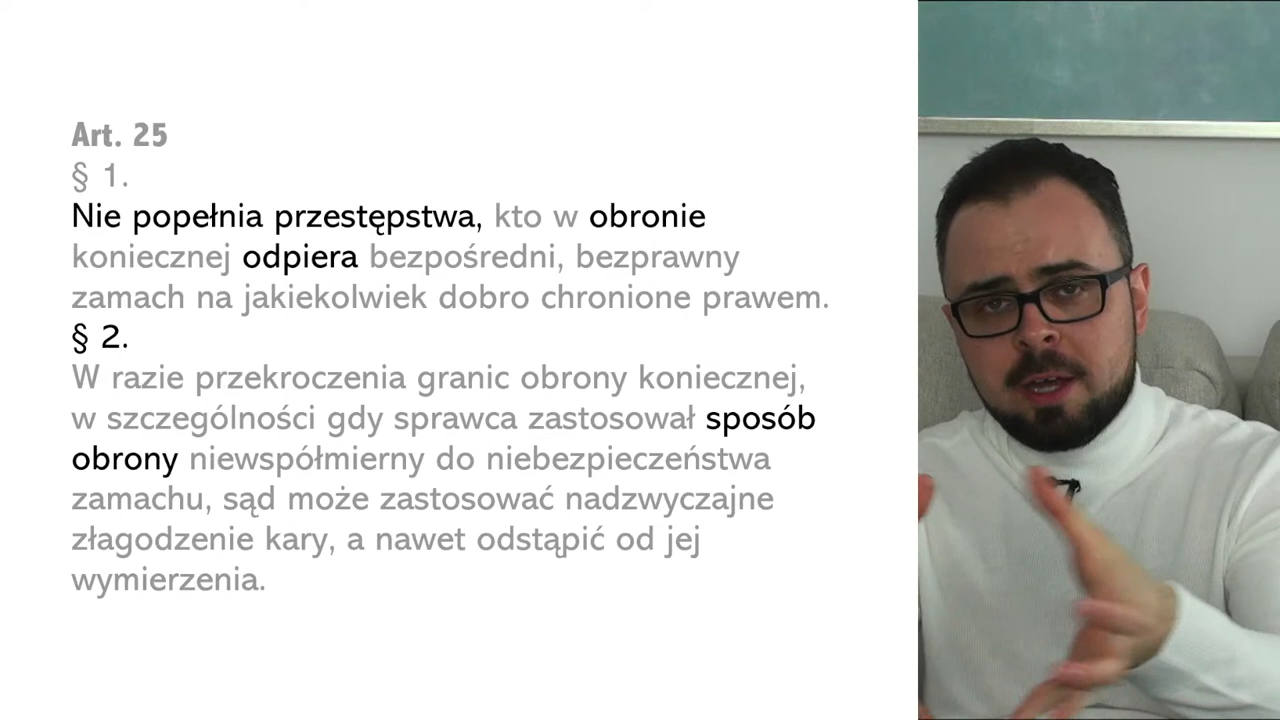 Art. 25
§ 1.
Nie popełnia przestępstwa, kto w obronie
koniecznej odpiera bezpośredni, bezprawny
zamach na jakiekolwiek dobro chronione prawem.
§ 2.
W razie przekroczenia granic obrony koniecznej,
w szczególności gdy sprawca zastosował sposób
obrony niewspółmierny do niebezpieczeństwa
zamachu, sąd może zastosować nadzwyczajne
złagodzenie kary, a nawet odstąpić od jej
wymierzenia.